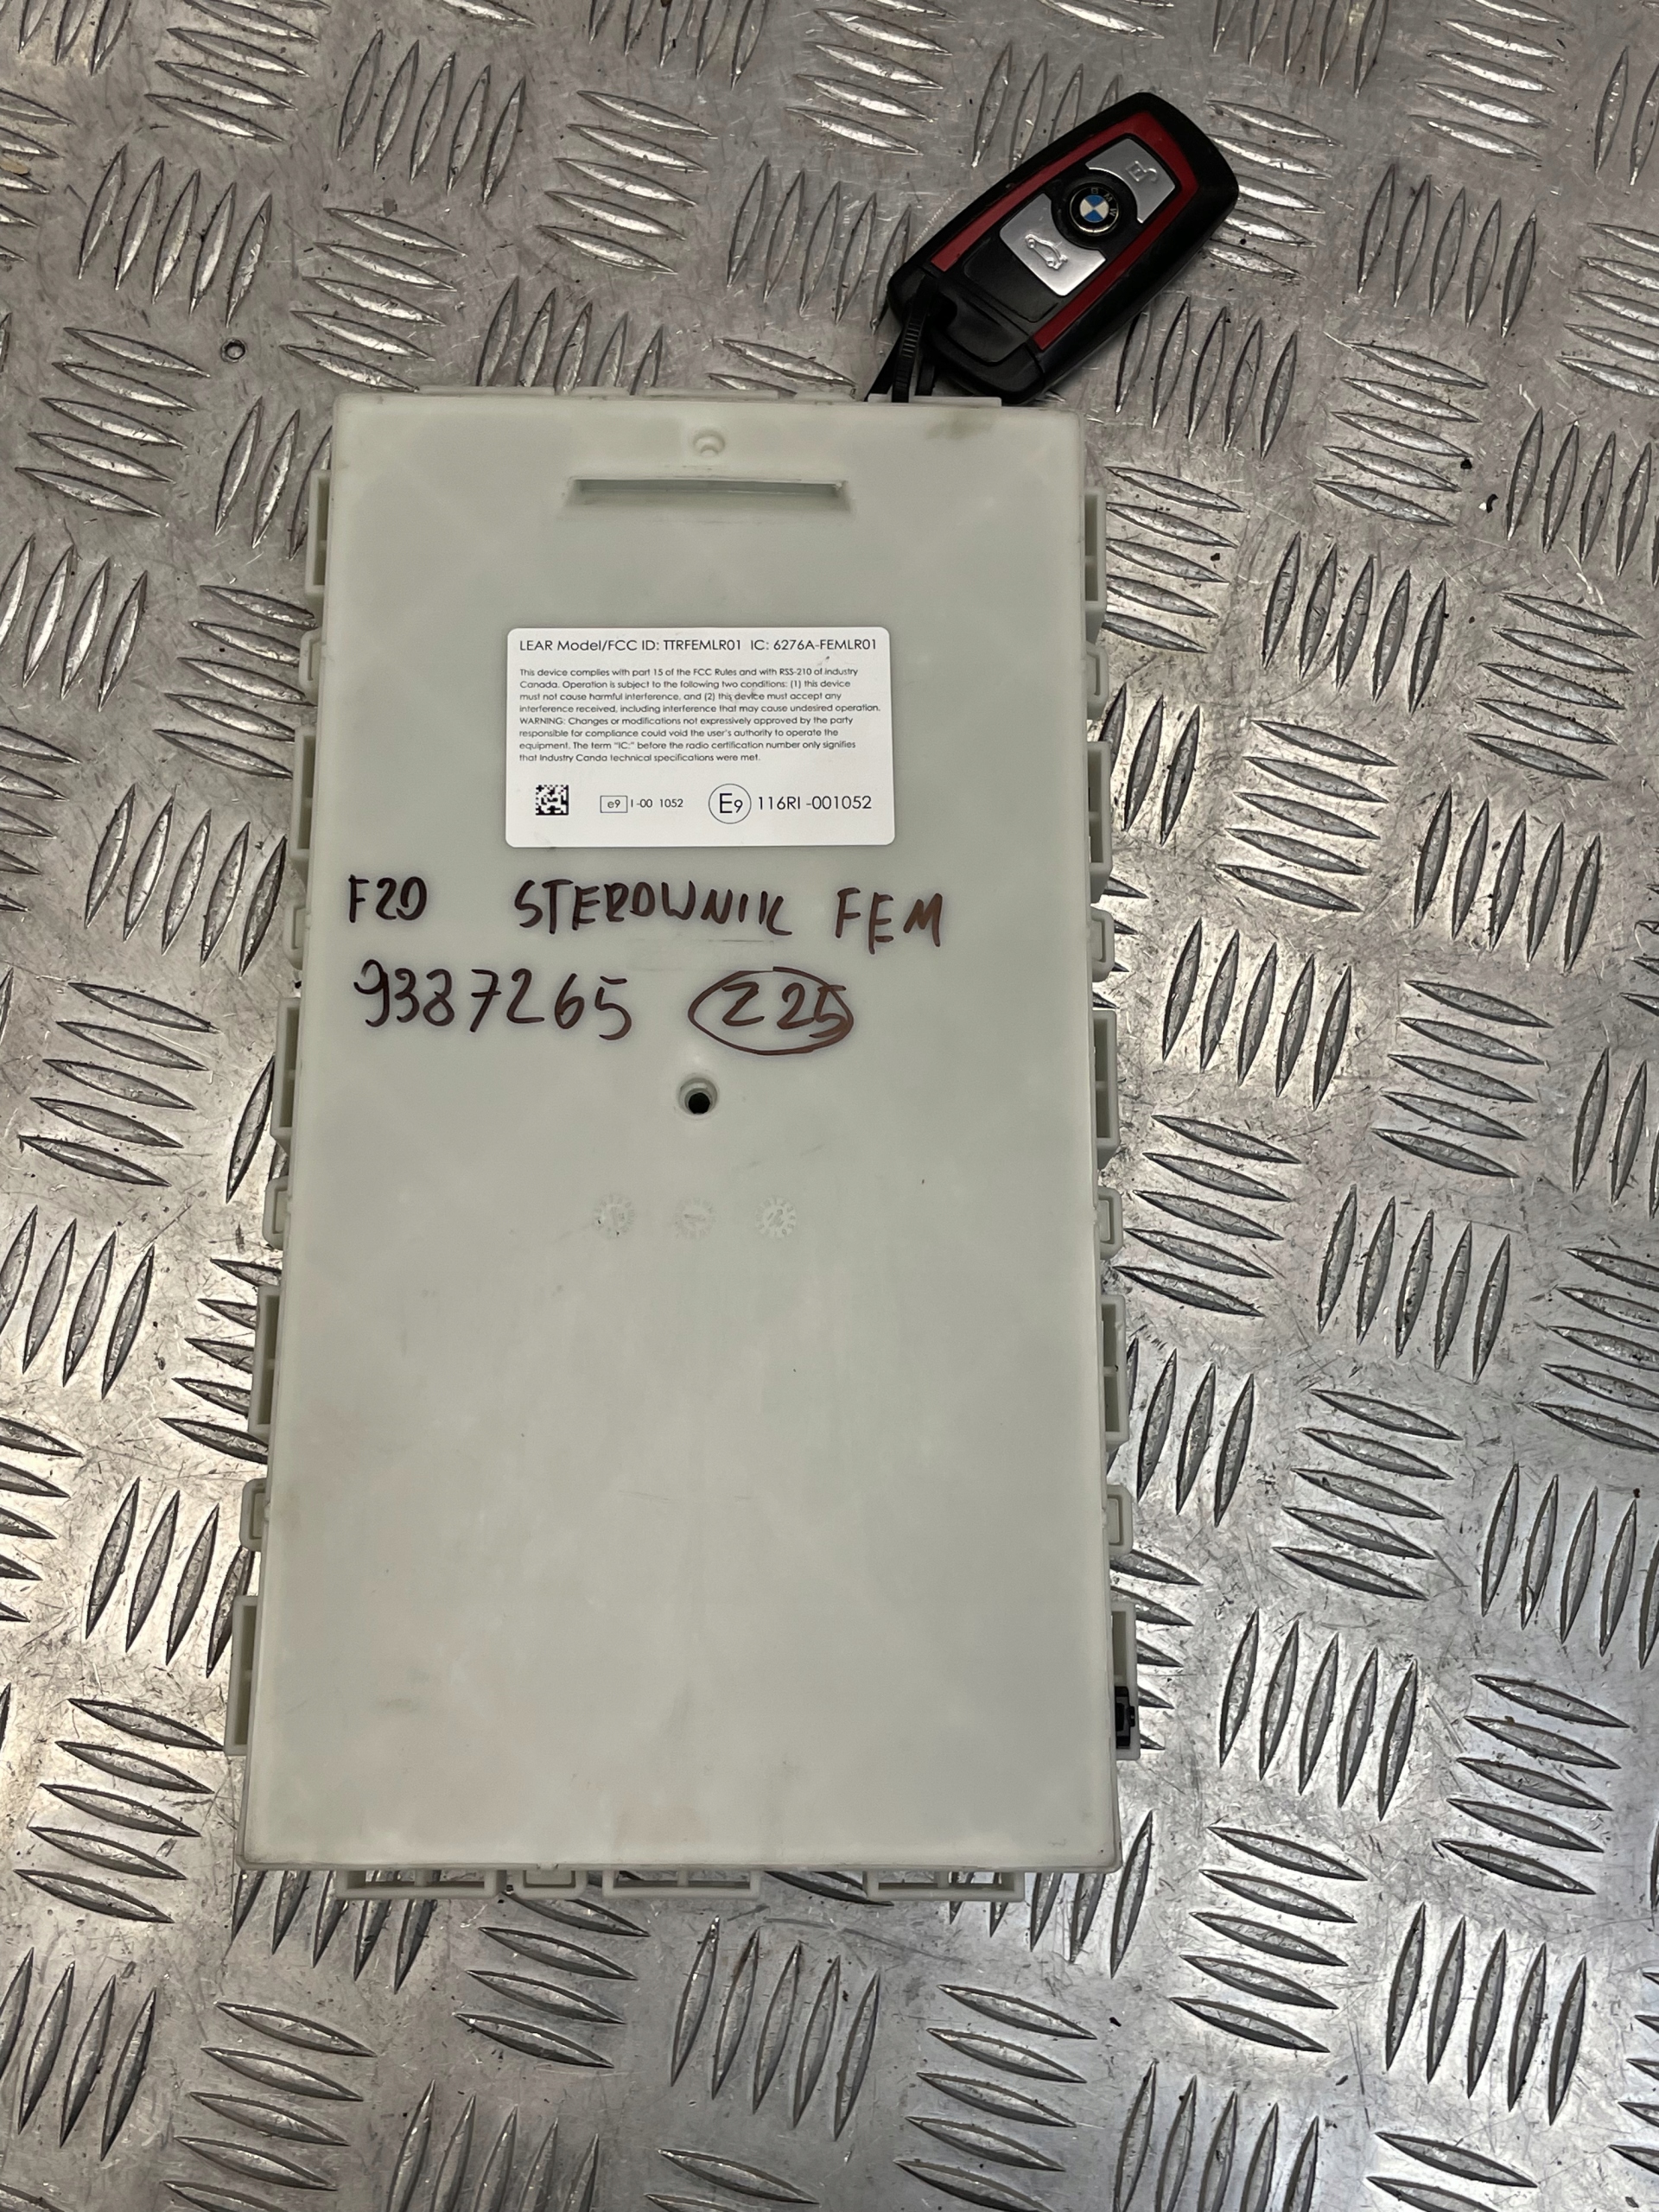 BMW
LEAR Model/FCC ID: TTRFEMLR01 IC: 6276A-FEMLR01
This device complies with part 15 of the FCC Rules and with RSS-210 of Industry
Canada. Operation is subject to the following two conditions: (1) this device
must not cause harmful interference, and (2) this device must accept any
interference received, including interference that may cause undesired operation.
WARNING: Changes or modifications not expressively approved by the party
responsible for compliance could void the user's authority to operate the
equipment. The term "IC:" before the radio certification number only signifies
that Industry Canda technical specifications were met.
e9 I-00 1052 E9 116RI-001052
F20 STEROWNIK FEM
9387265 225